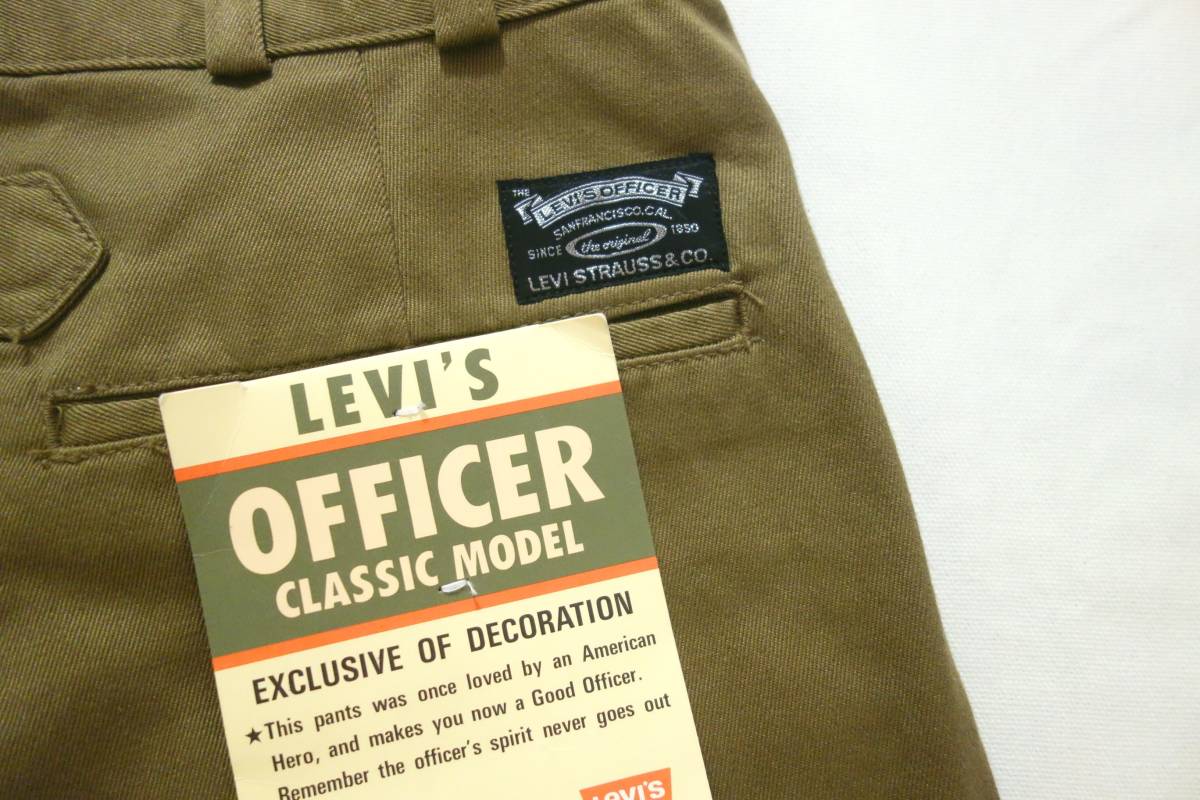 THE
LEVI'S OFFICER
SANFRANCISCO,CAL.
SINCE the original 1850
LEVI STRAUSS & CO.
LEVI'S
OFFICER
CLASSIC MODEL
EXCLUSIVE OF DECORATION
★This pants was once loved by an American
Hero, and makes you now a Good Officer.
Remember the officer's spirit never goes out
Levi's